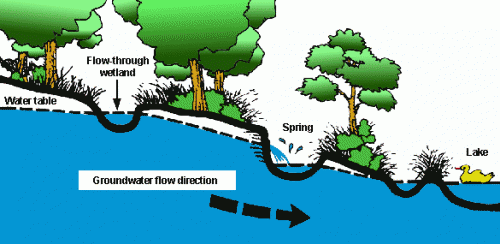 Flow-through
wetland
Water table
Spring
Lake
Groundwater flow direction